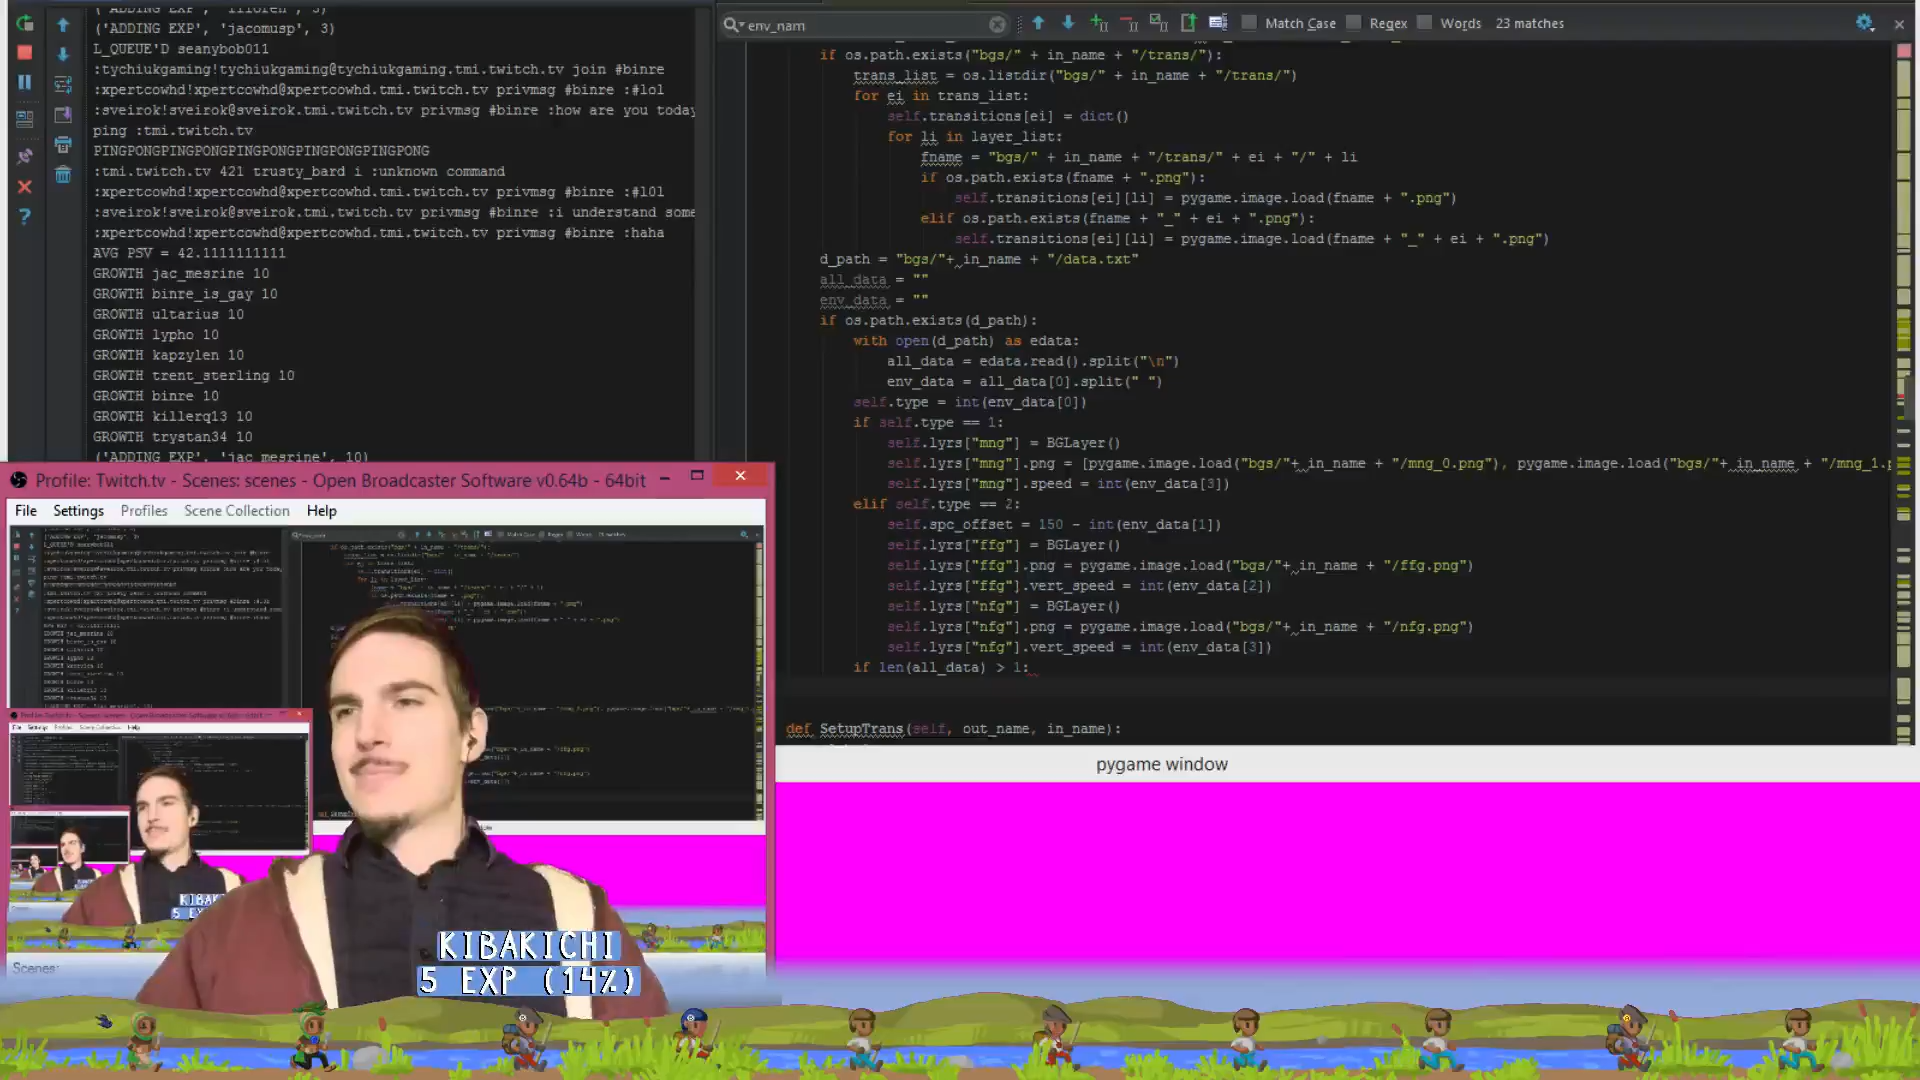 ('ADDING EXP', 'jacomusp', 3)
L_QUEUE'D seanybob011
:tychiukgaming!tychiukgaming@tychiukgaming.tmi.twitch.tv join #binre
:xpertcowhd!xpertcowhd@xpertcowhd.tmi.twitch.tv privmsg #binre :#lol
:sveirok!sveirok@sveirok.tmi.twitch.tv privmsg #binre :how are you today
ping :tmi.twitch.tv
PINGPONGPINGPONGPINGPONGPINGPONGPINGPONG
:tmi.twitch.tv 421 trusty_bard i :unknown command
:xpertcowhd!xpertcowhd@xpertcowhd.tmi.twitch.tv privmsg #binre :#lol
:sveirok!sveirok@sveirok.tmi.twitch.tv privmsg #binre :i understand some
:xpertcowhd!xpertcowhd@xpertcowhd.tmi.twitch.tv privmsg #binre :haha
AVG PSV = 42.1111111111
GROWTH jac_mesrine 10
GROWTH binre_is_gay 10
GROWTH ultarius 10
GROWTH lypho 10
GROWTH kapzylen 10
GROWTH trent_sterling 10
GROWTH binre 10
GROWTH killerq13 10
GROWTH trystan34 10
('ADDING EXP', 'jac_mesrine', 10)
env_nam
Match Case
Regex
Words
23 matches
if os.path.exists("bgs/" + in_name + "/trans/"):
trans_list = os.listdir("bgs/" + in_name + "/trans/")
for ei in trans_list:
self.transitions[ei] = dict()
for li in layer_list:
fname = "bgs/" + in_name + "/trans/" + ei + "/" + li
if os.path.exists(fname + ".png"):
self.transitions[ei][li] = pygame.image.load(fname + ".png")
elif os.path.exists(fname + "_" + ei + ".png"):
self.transitions[ei][li] = pygame.image.load(fname + "_" + ei + ".png")
d_path = "bgs/"+ in_name + "/data.txt"
all_data = ""
env_data = ""
if os.path.exists(d_path):
with open(d_path) as edata:
all_data = edata.read().split("\n")
env_data = all_data[0].split(" ")
self.type = int(env_data[0])
if self.type == 1:
self.lyrs["mng"] = BGLayer()
self.lyrs["mng"].png = [pygame.image.load("bgs/"+ in_name + "/mng_0.png"), pygame.image.load("bgs/"+ in_name + "/mng_1.p
self.lyrs["mng"].speed = int(env_data[3])
elif self.type == 2:
self.spc_offset = 150 - int(env_data[1])
self.lyrs["ffg"] = BGLayer()
self.lyrs["ffg"].png = pygame.image.load("bgs/"+ in_name + "/ffg.png")
self.lyrs["ffg"].vert_speed = int(env_data[2])
self.lyrs["nfg"] = BGLayer()
self.lyrs["nfg"].png = pygame.image.load("bgs/"+ in_name + "/nfg.png")
self.lyrs["nfg"].vert_speed = int(env_data[3])
if len(all_data) > 1:
def SetupTrans(self, out_name, in_name):
pygame window
Profile: Twitch.tv - Scenes: scenes - Open Broadcaster Software v0.64b - 64bit
File Settings Profiles Scene Collection Help
Scenes:
KIBAKICHI
5 EXP (14%)